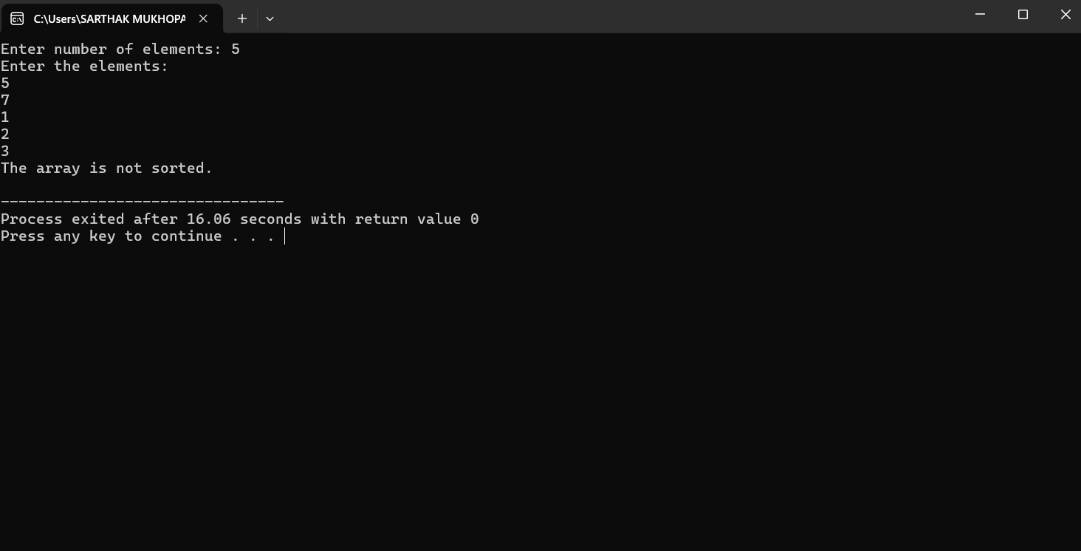 C:\Users\SARTHAK MUKHOPA
Enter number of elements: 5
Enter the elements:
5
7
1
2
3
The array is not sorted.
--------------------------------
Process exited after 16.06 seconds with return value 0
Press any key to continue . . .